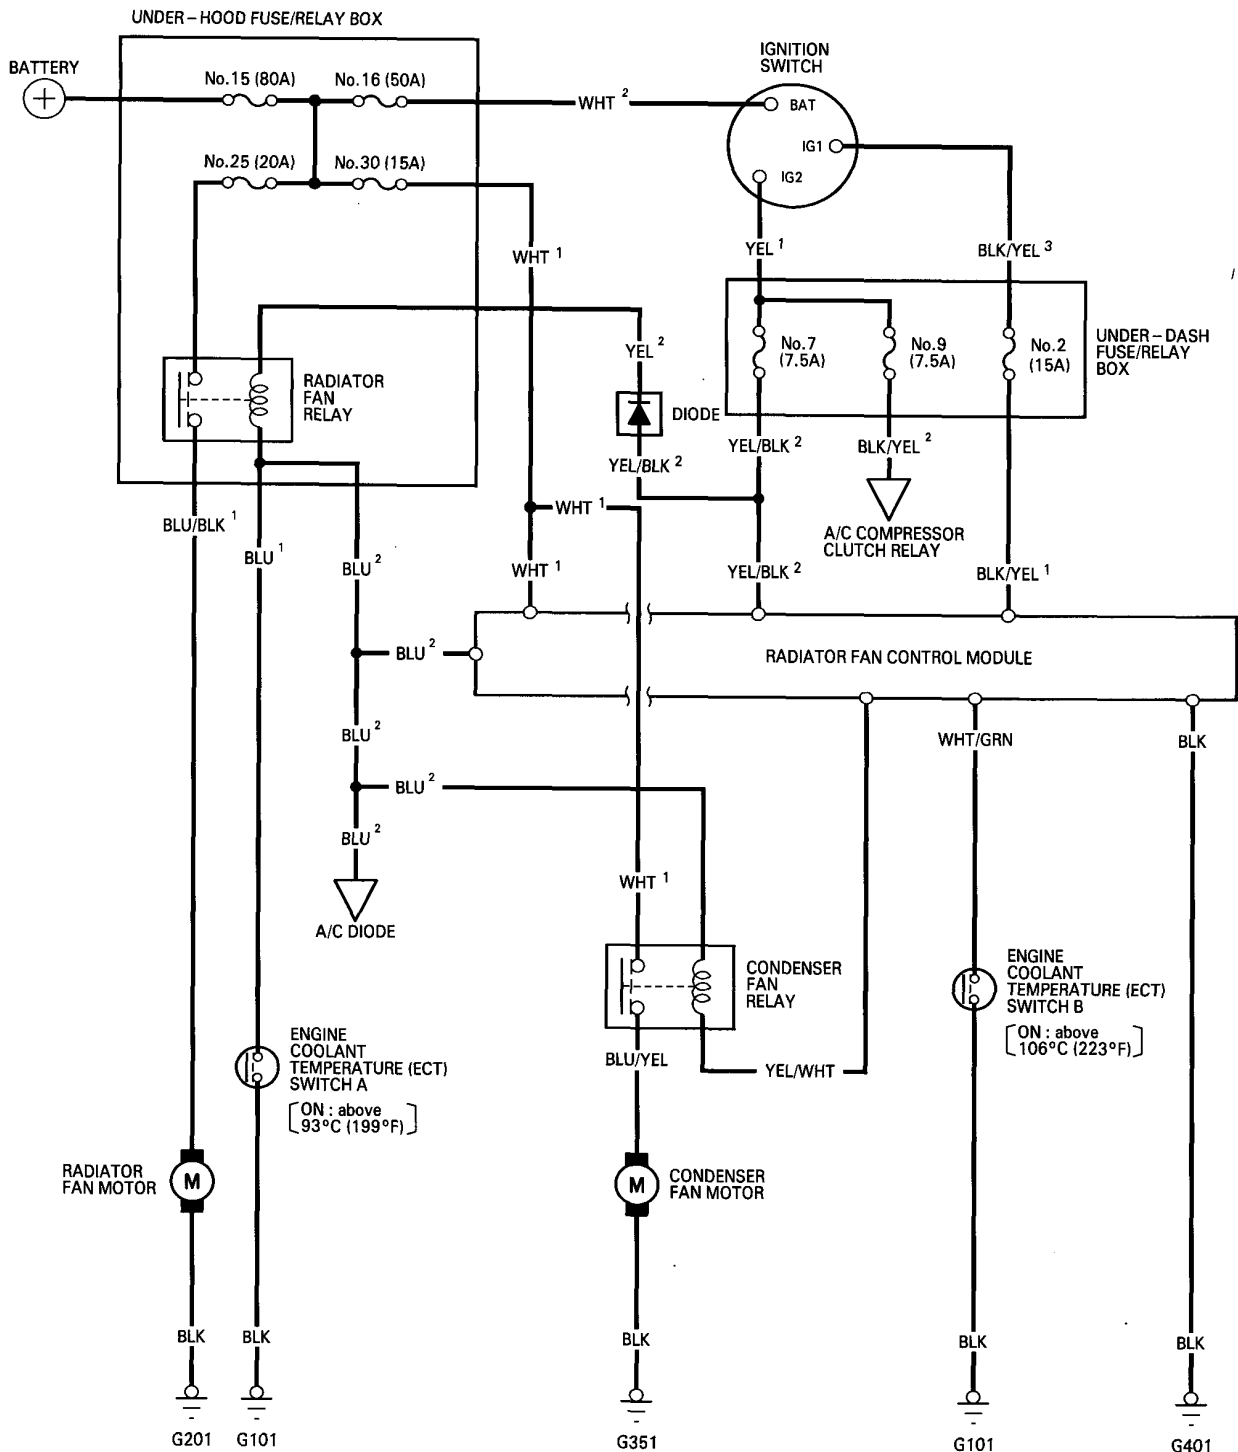 UNDER-HOOD FUSE/RELAY BOX
BATTERY
No.15 (80A)
No.16 (50A)
WHT 2
IGNITION
SWITCH
BAT
IG1
IG2
No.25 (20A)
No.30 (15A)
WHT 1
YEL 1
BLK/YEL 3
YEL 2
No.7
(7.5A)
No.9
(7.5A)
No.2
(15A)
UNDER-DASH
FUSE/RELAY
BOX
RADIATOR
FAN
RELAY
DIODE
YEL/BLK 2
YEL/BLK 2
BLK/YEL 2
BLU/BLK 1
WHT 1
A/C COMPRESSOR
CLUTCH RELAY
BLU 1
BLU 2
WHT 1
YEL/BLK 2
BLK/YEL 1
BLU 2
RADIATOR FAN CONTROL MODULE
BLU 2
WHT/GRN
BLK
BLU 2
BLU 2
WHT 1
A/C DIODE
CONDENSER
FAN
RELAY
ENGINE
COOLANT
TEMPERATURE (ECT)
SWITCH B
ON : above
106°C (223°F)
ENGINE
COOLANT
TEMPERATURE (ECT)
SWITCH A
ON : above
93°C (199°F)
BLU/YEL
YEL/WHT
RADIATOR
FAN MOTOR
M
M
CONDENSER
FAN MOTOR
BLK
BLK
BLK
BLK
BLK
G201
G101
G351
G101
G401